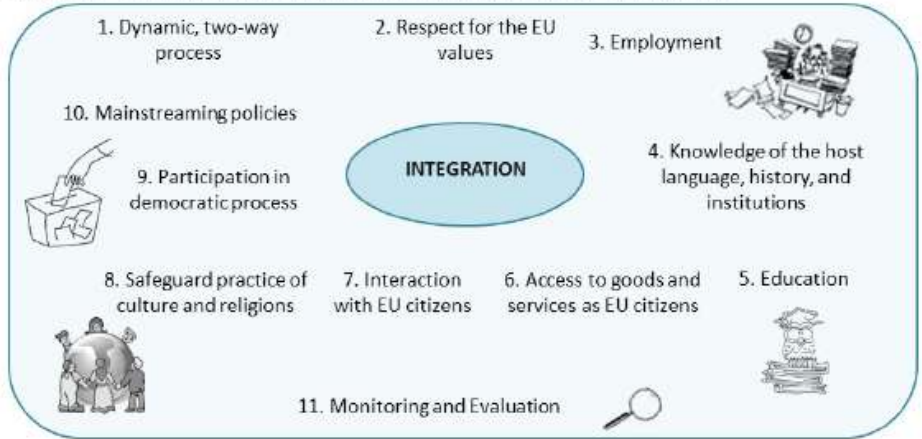 1. Dynamic, two-way
process
2. Respect for the EU
values
3. Employment
10. Mainstreaming policies
INTEGRATION
4. Knowledge of the host
language, history, and
institutions
9. Participation in
democratic process
8. Safeguard practice of
culture and religions
7. Interaction
with EU citizens
6. Access to goods and
services as EU citizens
5. Education
11. Monitoring and Evaluation